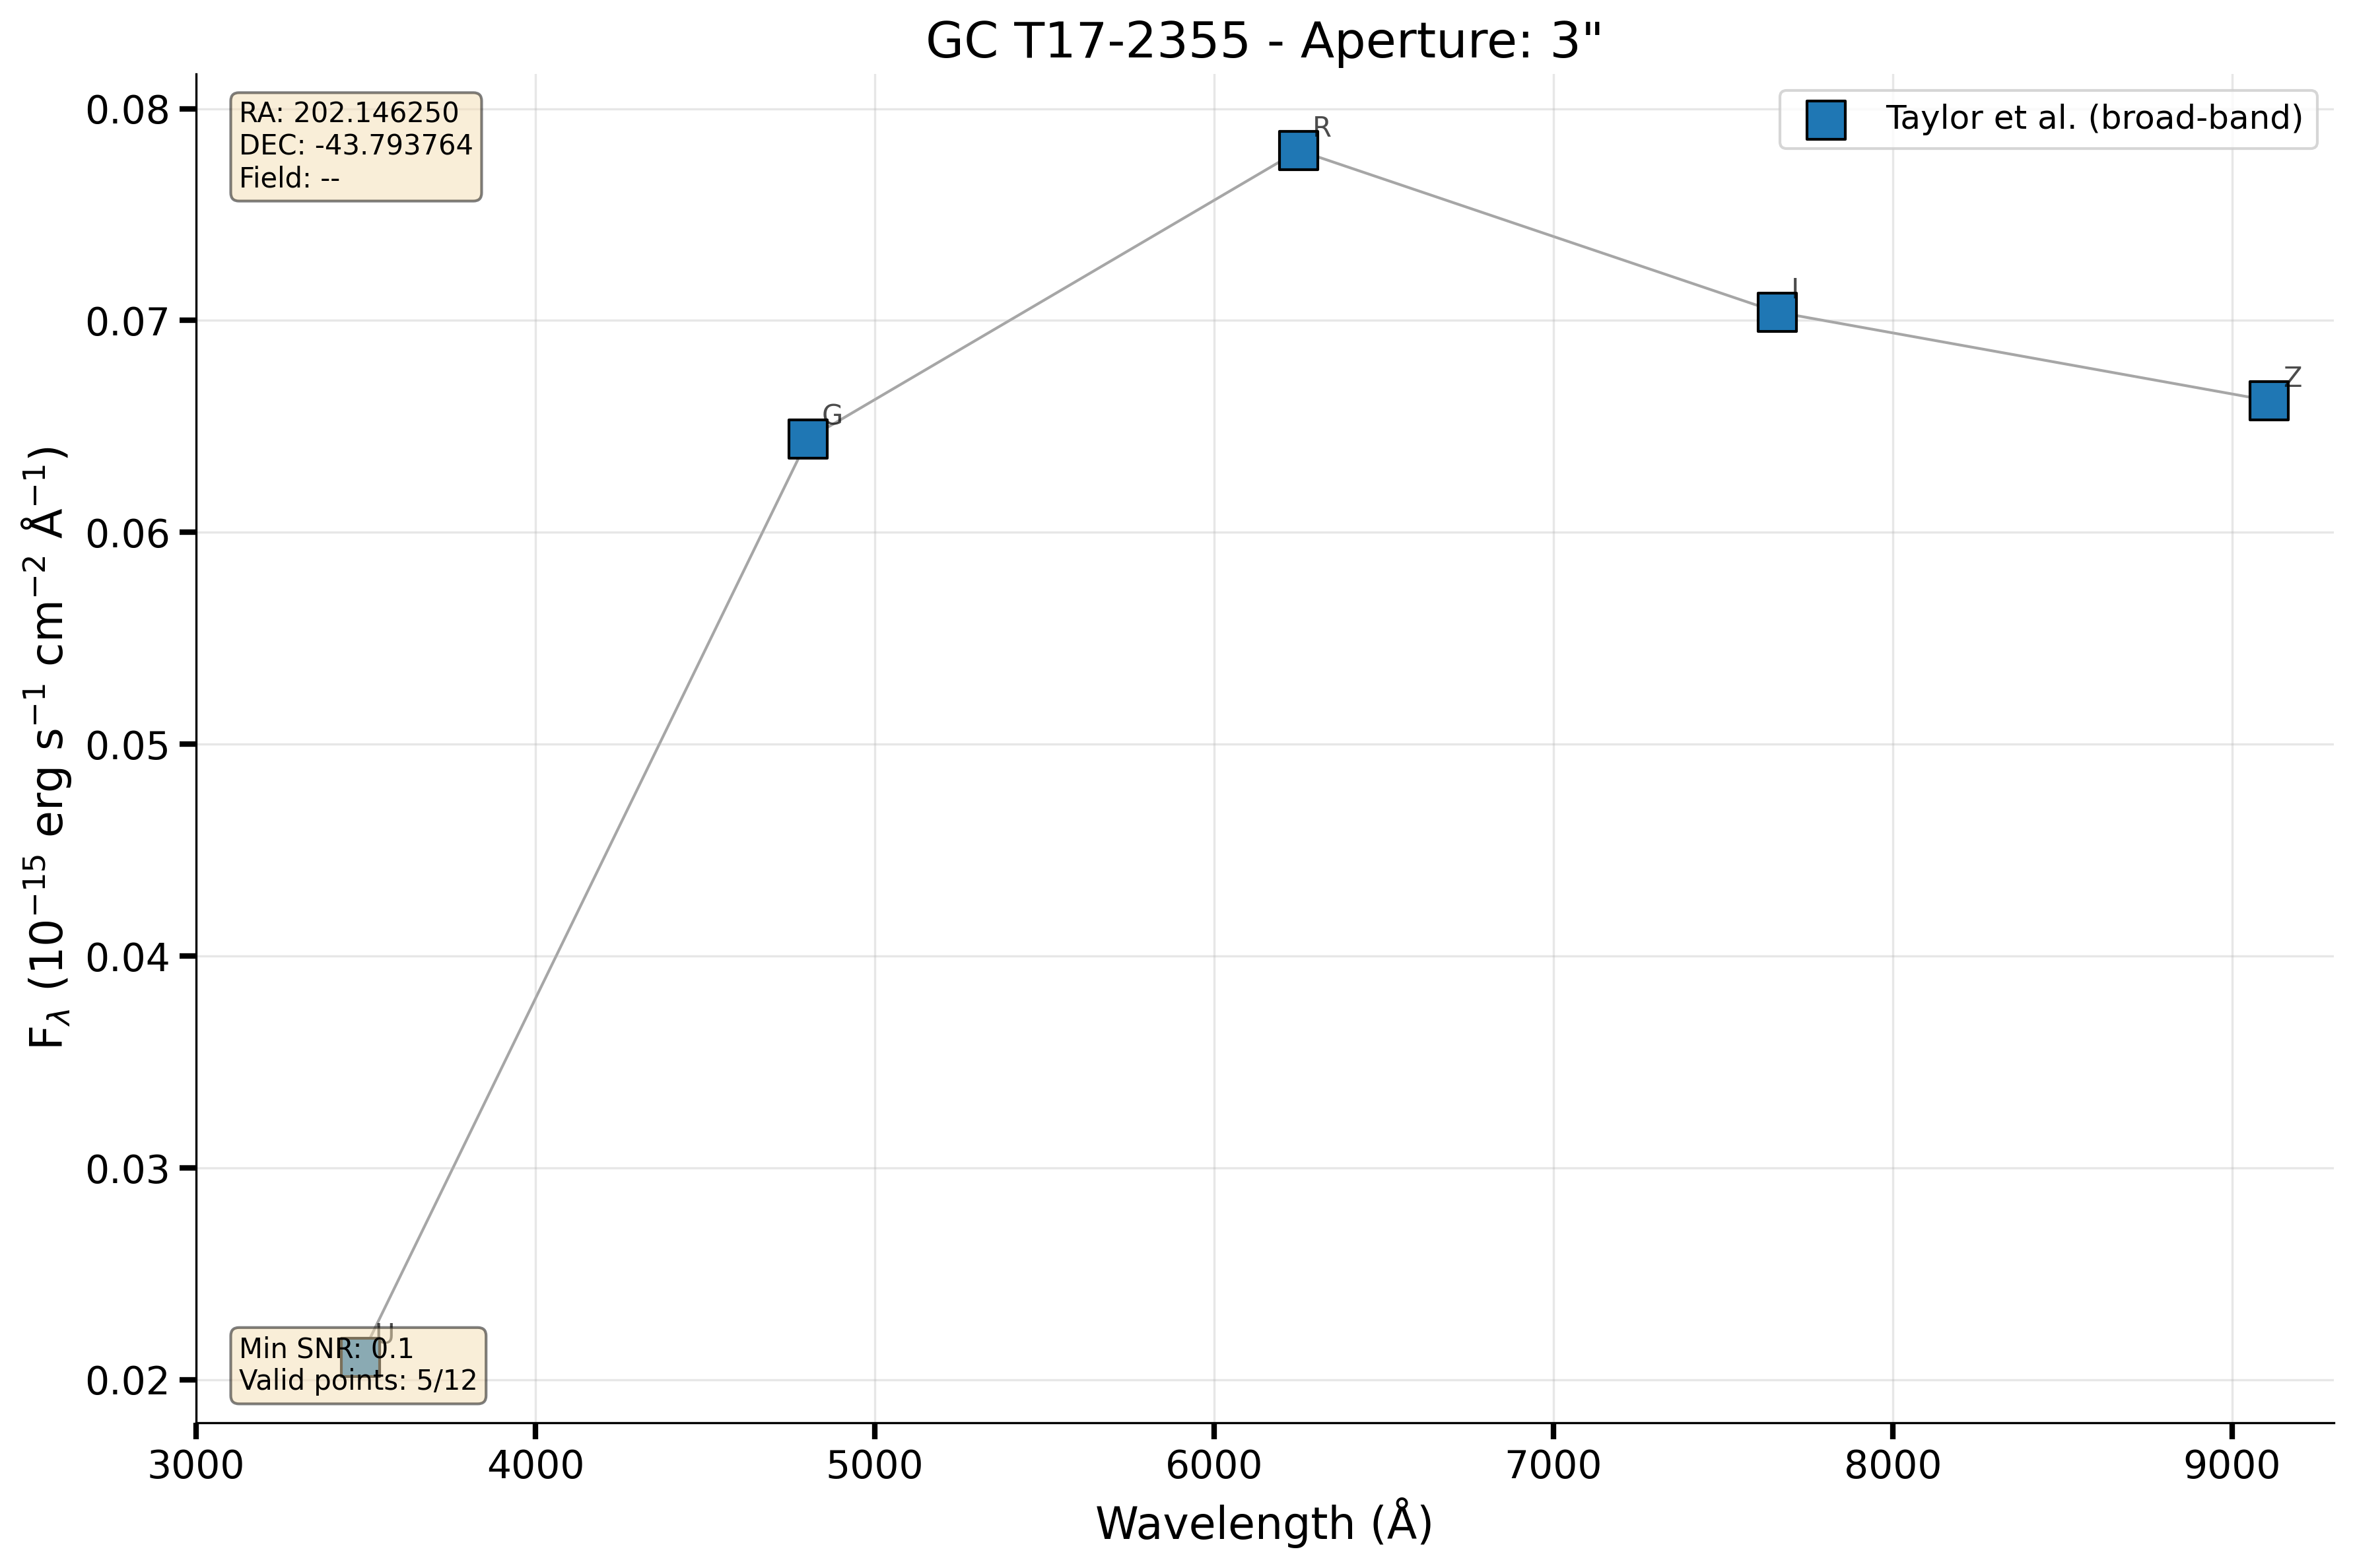 GC T17-2355 - Aperture: 3"
RA: 202.146250
DEC: -43.793764
Field: --
Taylor et al. (broad-band)
R
I
Z
G
U
Min SNR: 0.1
Valid points: 5/12
0.08
0.07
0.06
0.05
0.04
0.03
0.02
F_λ (10⁻¹⁵ erg s⁻¹ cm⁻² Å⁻¹)
3000 4000 5000 6000 7000 8000 9000
Wavelength (Å)